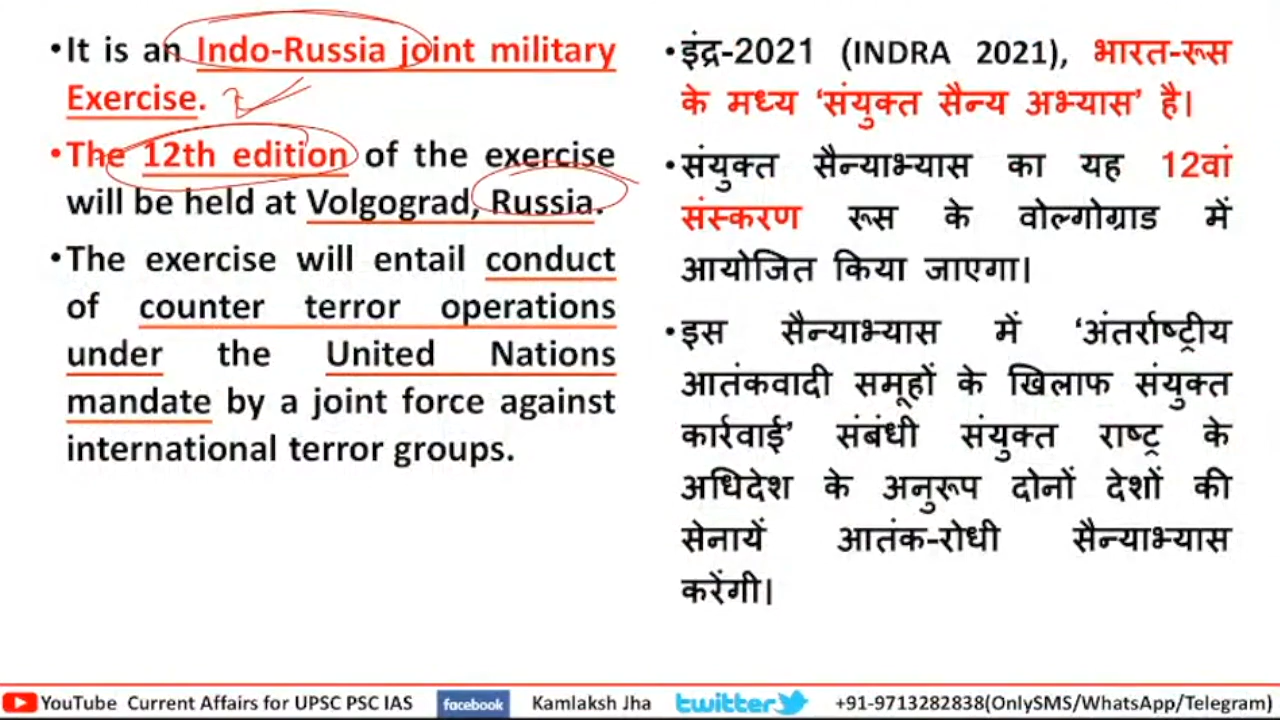 •It is an Indo-Russia joint military
Exercise.
•The 12th edition of the exercise
will be held at Volgograd, Russia.
•The exercise will entail conduct
of counter terror operations
under the United Nations
mandate by a joint force against
international terror groups.
•इंद्र-2021 (INDRA 2021), भारत-रूस
के मध्य ‘संयुक्त सैन्य अभ्यास’ है।
•संयुक्त सैन्याभ्यास का यह 12वां
संस्करण रूस के वोल्गोग्राड में
आयोजित किया जाएगा।
•इस सैन्याभ्यास में ‘अंतर्राष्ट्रीय
आतंकवादी समूहों के खिलाफ संयुक्त
कार्रवाई’ संबंधी संयुक्त राष्ट्र के
अधिदेश के अनुरूप दोनों देशों की
सेनायें आतंक-रोधी सैन्याभ्यास
करेंगी।
YouTube Current Affairs for UPSC PSC IAS facebook Kamlaksh Jha twitter +91-9713282838(OnlySMS/WhatsApp/Telegram)